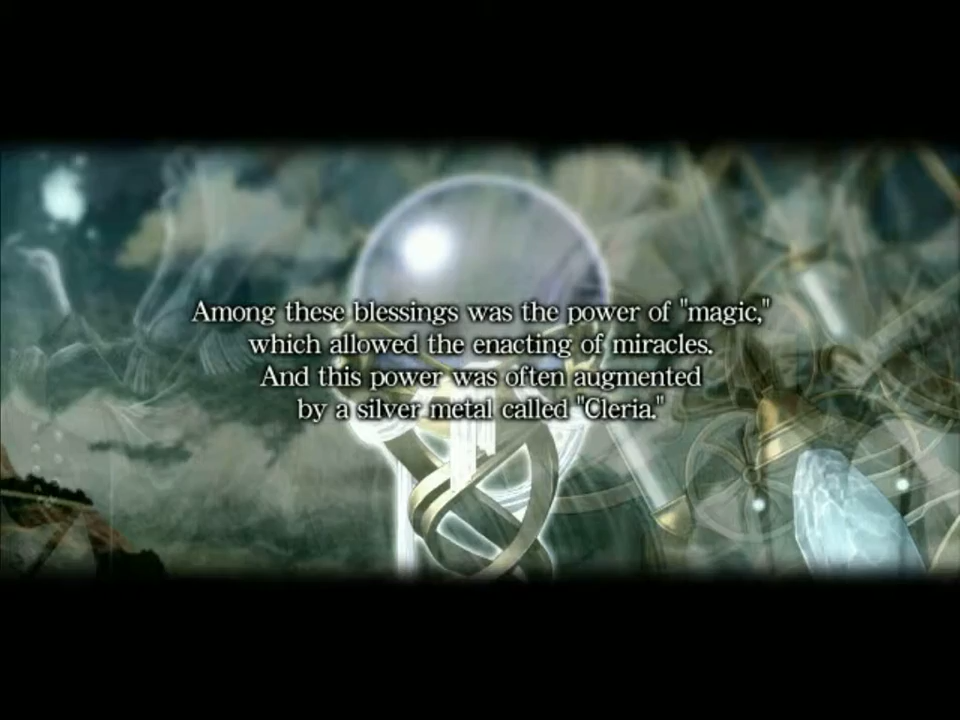 Among these blessings was the power of "magic,"
which allowed the enacting of miracles.
And this power was often augmented
by a silver metal called "Cleria."